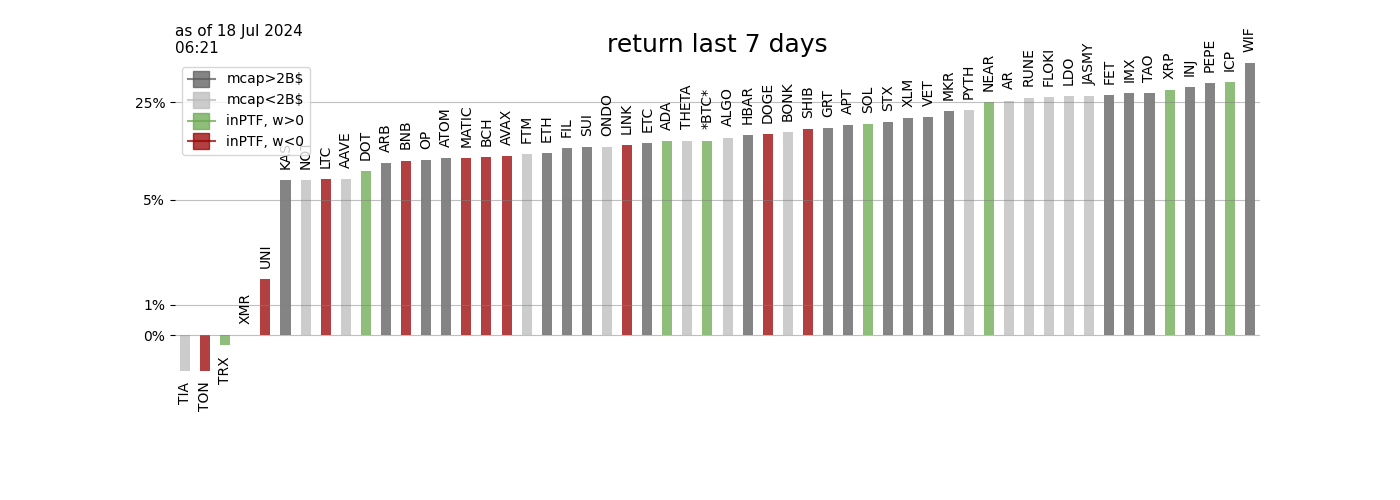 as of 18 Jul 2024
06:21
return last 7 days
mcap>2B$
mcap<2B$
inPTF, w>0
inPTF, w<0
25%
5%
1%
0%
TIA
TON
TRX
XMR
UNI
KAS
NOT
LTC
AAVE
DOT
ARB
BNB
OP
ATOM
MATIC
BCH
AVAX
FTM
ETH
FIL
SUI
ONDO
LINK
ETC
ADA
THETA
*BTC*
ALGO
HBAR
DOGE
BONK
SHIB
GRT
APT
SOL
STX
XLM
VET
MKR
PYTH
NEAR
AR
RUNE
FLOKI
LDO
JASMY
FET
IMX
TAO
XRP
INJ
PEPE
ICP
WIF